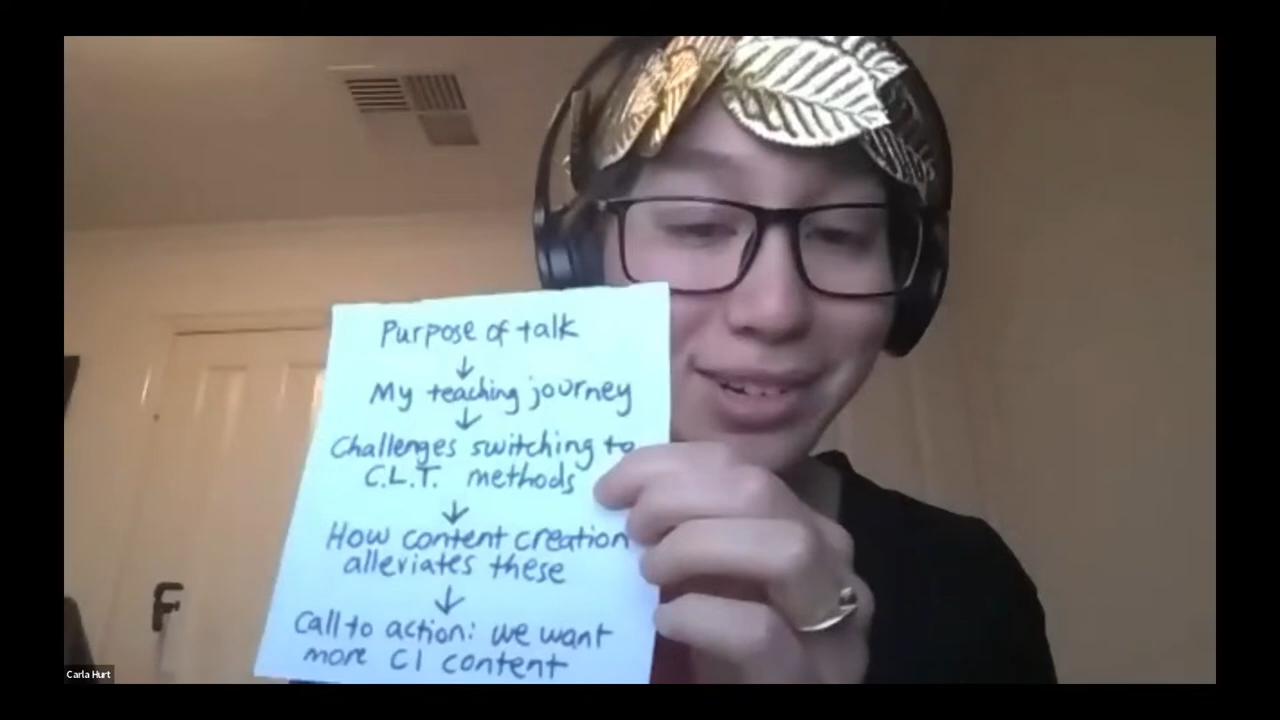 Purpose of talk
↓
My teaching journey
↓
Challenges switching to
C.L.T. methods
↓
How content creation
alleviates these
↓
Call to action: we want
more CI content
Carla Hurt